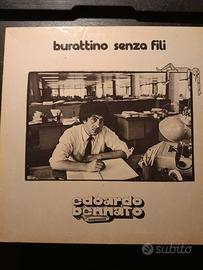 burattino senza fili
edoardo
bennato
subito